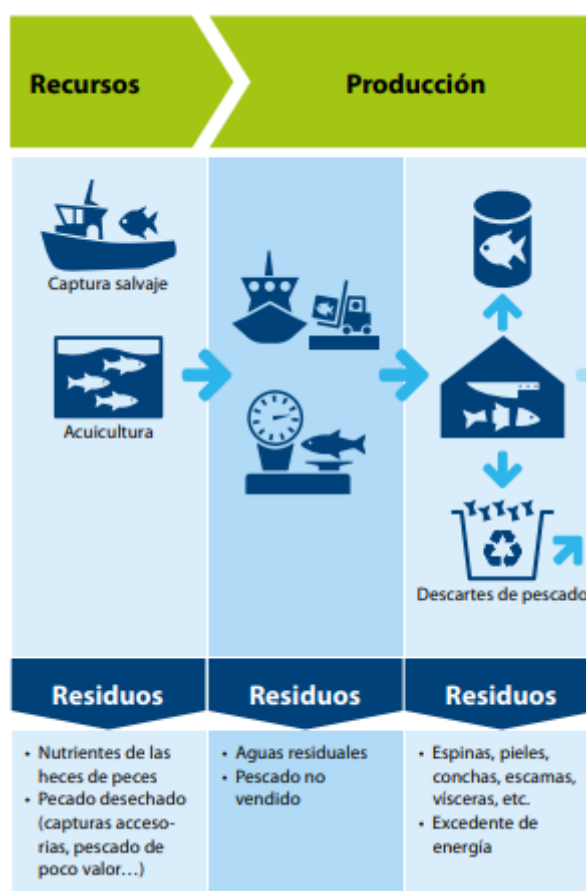 Recursos
Producción
Captura salvaje
Acuicultura
Descartes de pescado
Residuos
• Nutrientes de las
heces de peces
• Pecado desechado
(capturas acceso-
rias, pescado de
poco valor…)
Residuos
• Aguas residuales
• Pescado no
vendido
Residuos
• Espinas, pieles,
conchas, escamas,
vísceras, etc.
• Excedente de
energía